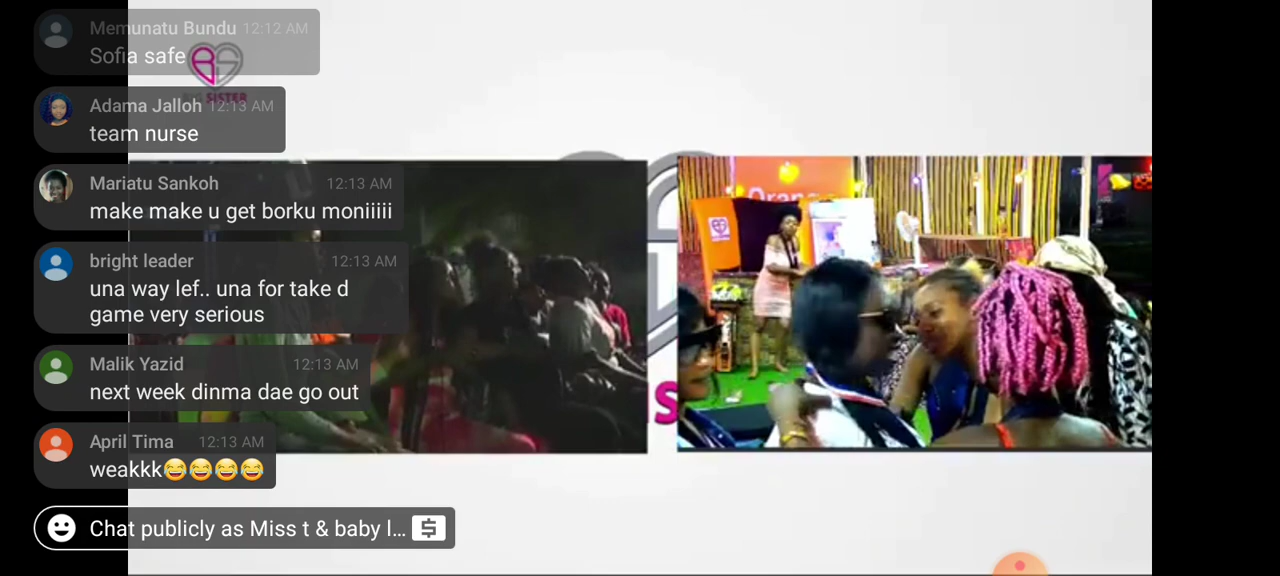 Memunatu Bundu 12:12 AM
Sofia safe
SISTER
Adama Jalloh 12:13 AM
team nurse
Mariatu Sankoh 12:13 AM
make make u get borku moniiiii
bright leader 12:13 AM
una way lef.. una for take d
game very serious
Malik Yazid 12:13 AM
next week dinma dae go out
April Tima 12:13 AM
weakkk😂😂😂😂
Chat publicly as Miss t & baby l...
Orange
S